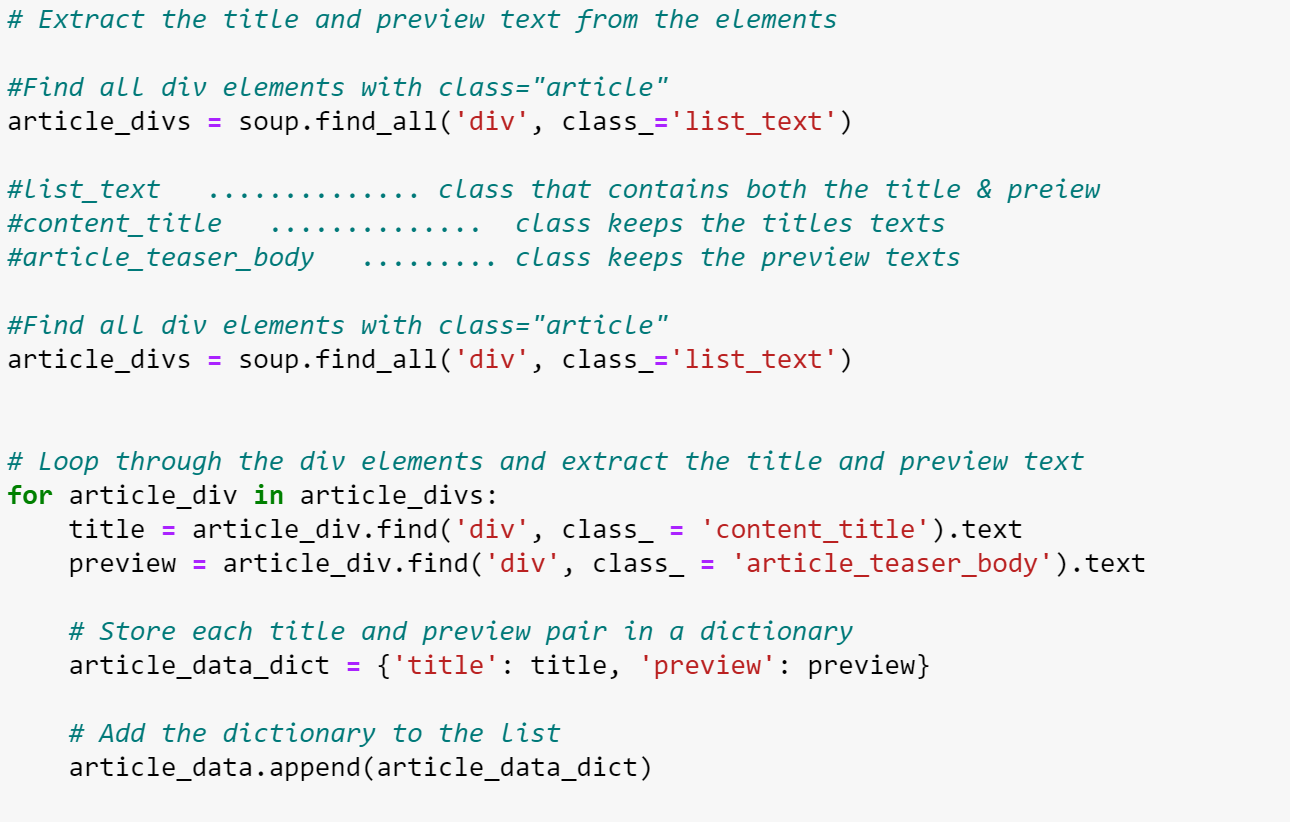 # Extract the title and preview text from the elements
#Find all div elements with class="article"
article_divs = soup.find_all('div', class_='list_text')
#list_text   .............. class that contains both the title & preiew
#content_title   ..............  class keeps the titles texts
#article_teaser_body   ......... class keeps the preview texts
#Find all div elements with class="article"
article_divs = soup.find_all('div', class_='list_text')
# Loop through the div elements and extract the title and preview text
for article_div in article_divs:
    title = article_div.find('div', class_ = 'content_title').text
    preview = article_div.find('div', class_ = 'article_teaser_body').text
    # Store each title and preview pair in a dictionary
    article_data_dict = {'title': title, 'preview': preview}
    # Add the dictionary to the list
    article_data.append(article_data_dict)